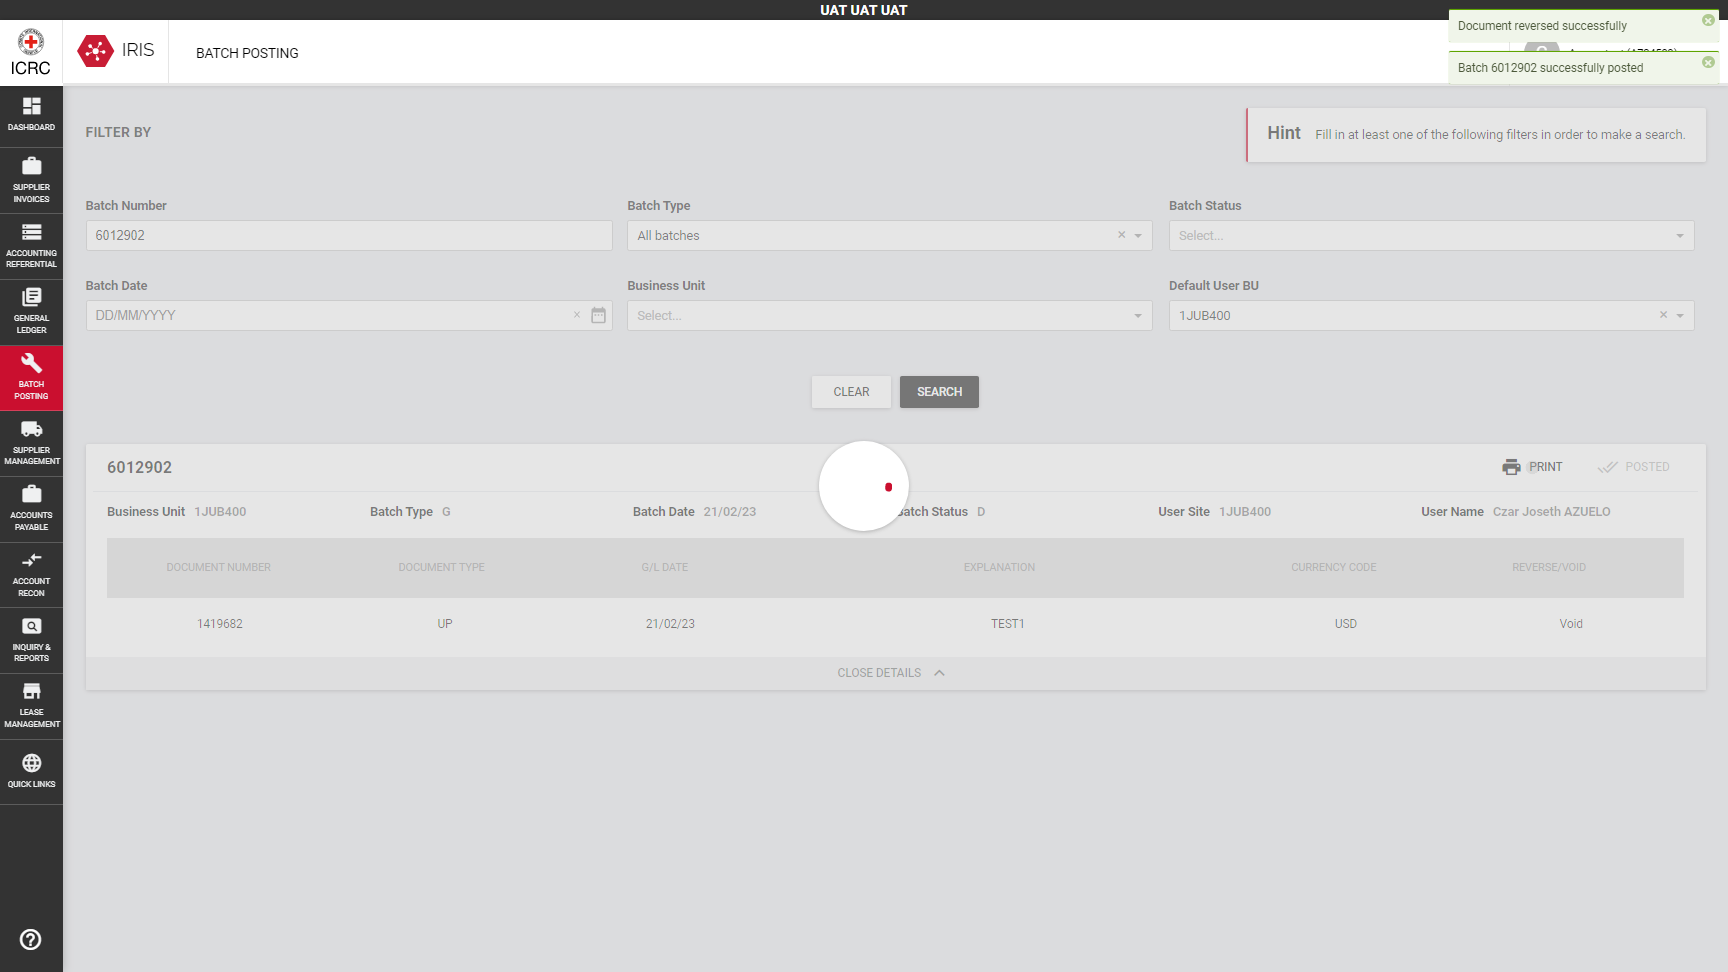 UAT UAT UAT
Document reversed successfully
ICRC
IRIS
BATCH POSTING
Batch 6012902 successfully posted
DASHBOARD
SUPPLIER
INVOICES
ACCOUNTING
REFERENTIAL
GENERAL
LEDGER
BATCH
POSTING
SUPPLIER
MANAGEMENT
ACCOUNTS
PAYABLE
ACCOUNT
RECON
INQUIRY &
REPORTS
LEASE
MANAGEMENT
QUICK LINKS
FILTER BY
Hint Fill in at least one of the following filters in order to make a search.
Batch Number Batch Type Batch Status
6012902 All batches Select...
Batch Date Business Unit Default User BU
DD/MM/YYYY Select... 1JUB400
CLEAR SEARCH
6012902 PRINT POSTED
Business Unit 1JUB400 Batch Type G Batch Date 21/02/23 Batch Status D User Site 1JUB400 User Name Czar Joseth AZUELO
DOCUMENT NUMBER DOCUMENT TYPE G/L DATE EXPLANATION CURRENCY CODE REVERSE/VOID
1419682 UP 21/02/23 TEST1 USD Void
CLOSE DETAILS